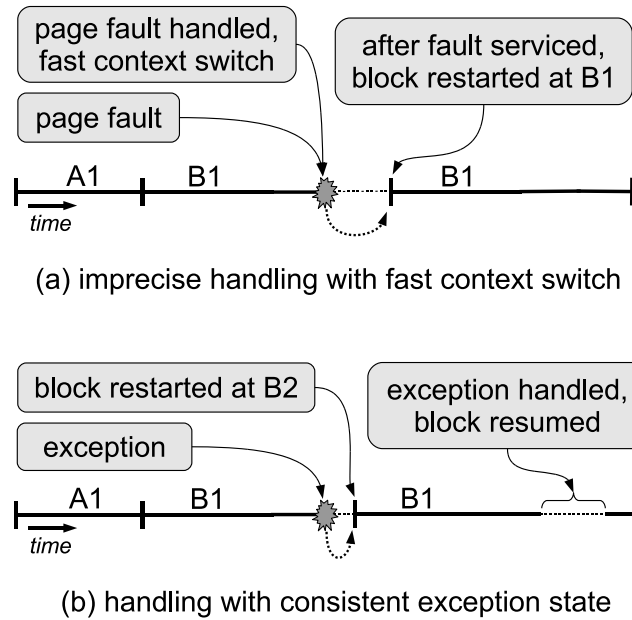 page fault handled,
fast context switch
after fault serviced,
block restarted at B1
page fault
A1
B1
B1
time
(a) imprecise handling with fast context switch
block restarted at B2
exception handled,
block resumed
exception
A1
B1
B1
time
(b) handling with consistent exception state